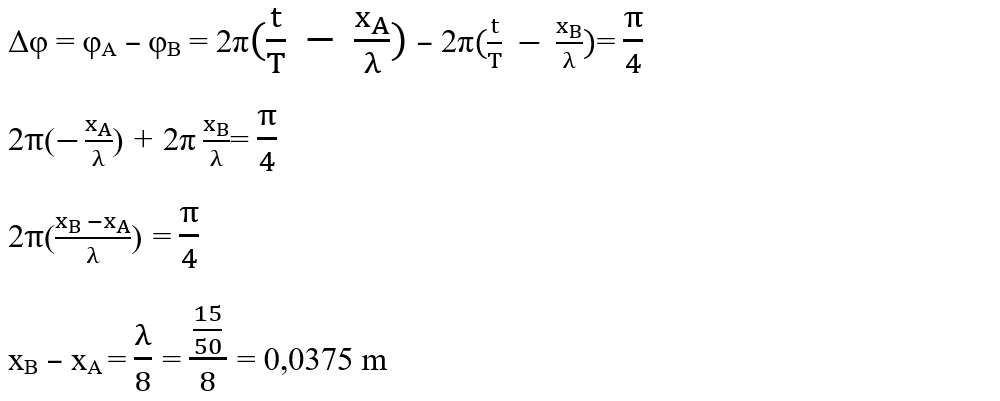 Δφ = φA – φB = 2π(t/T − xA/λ) – 2π(t/T − xB/λ)= π/4
2π(− xA/λ) + 2π xB/λ= π/4
2π(xB −xA/λ) = π/4
xB – xA = λ/8 = 15/50/8 = 0,0375 m